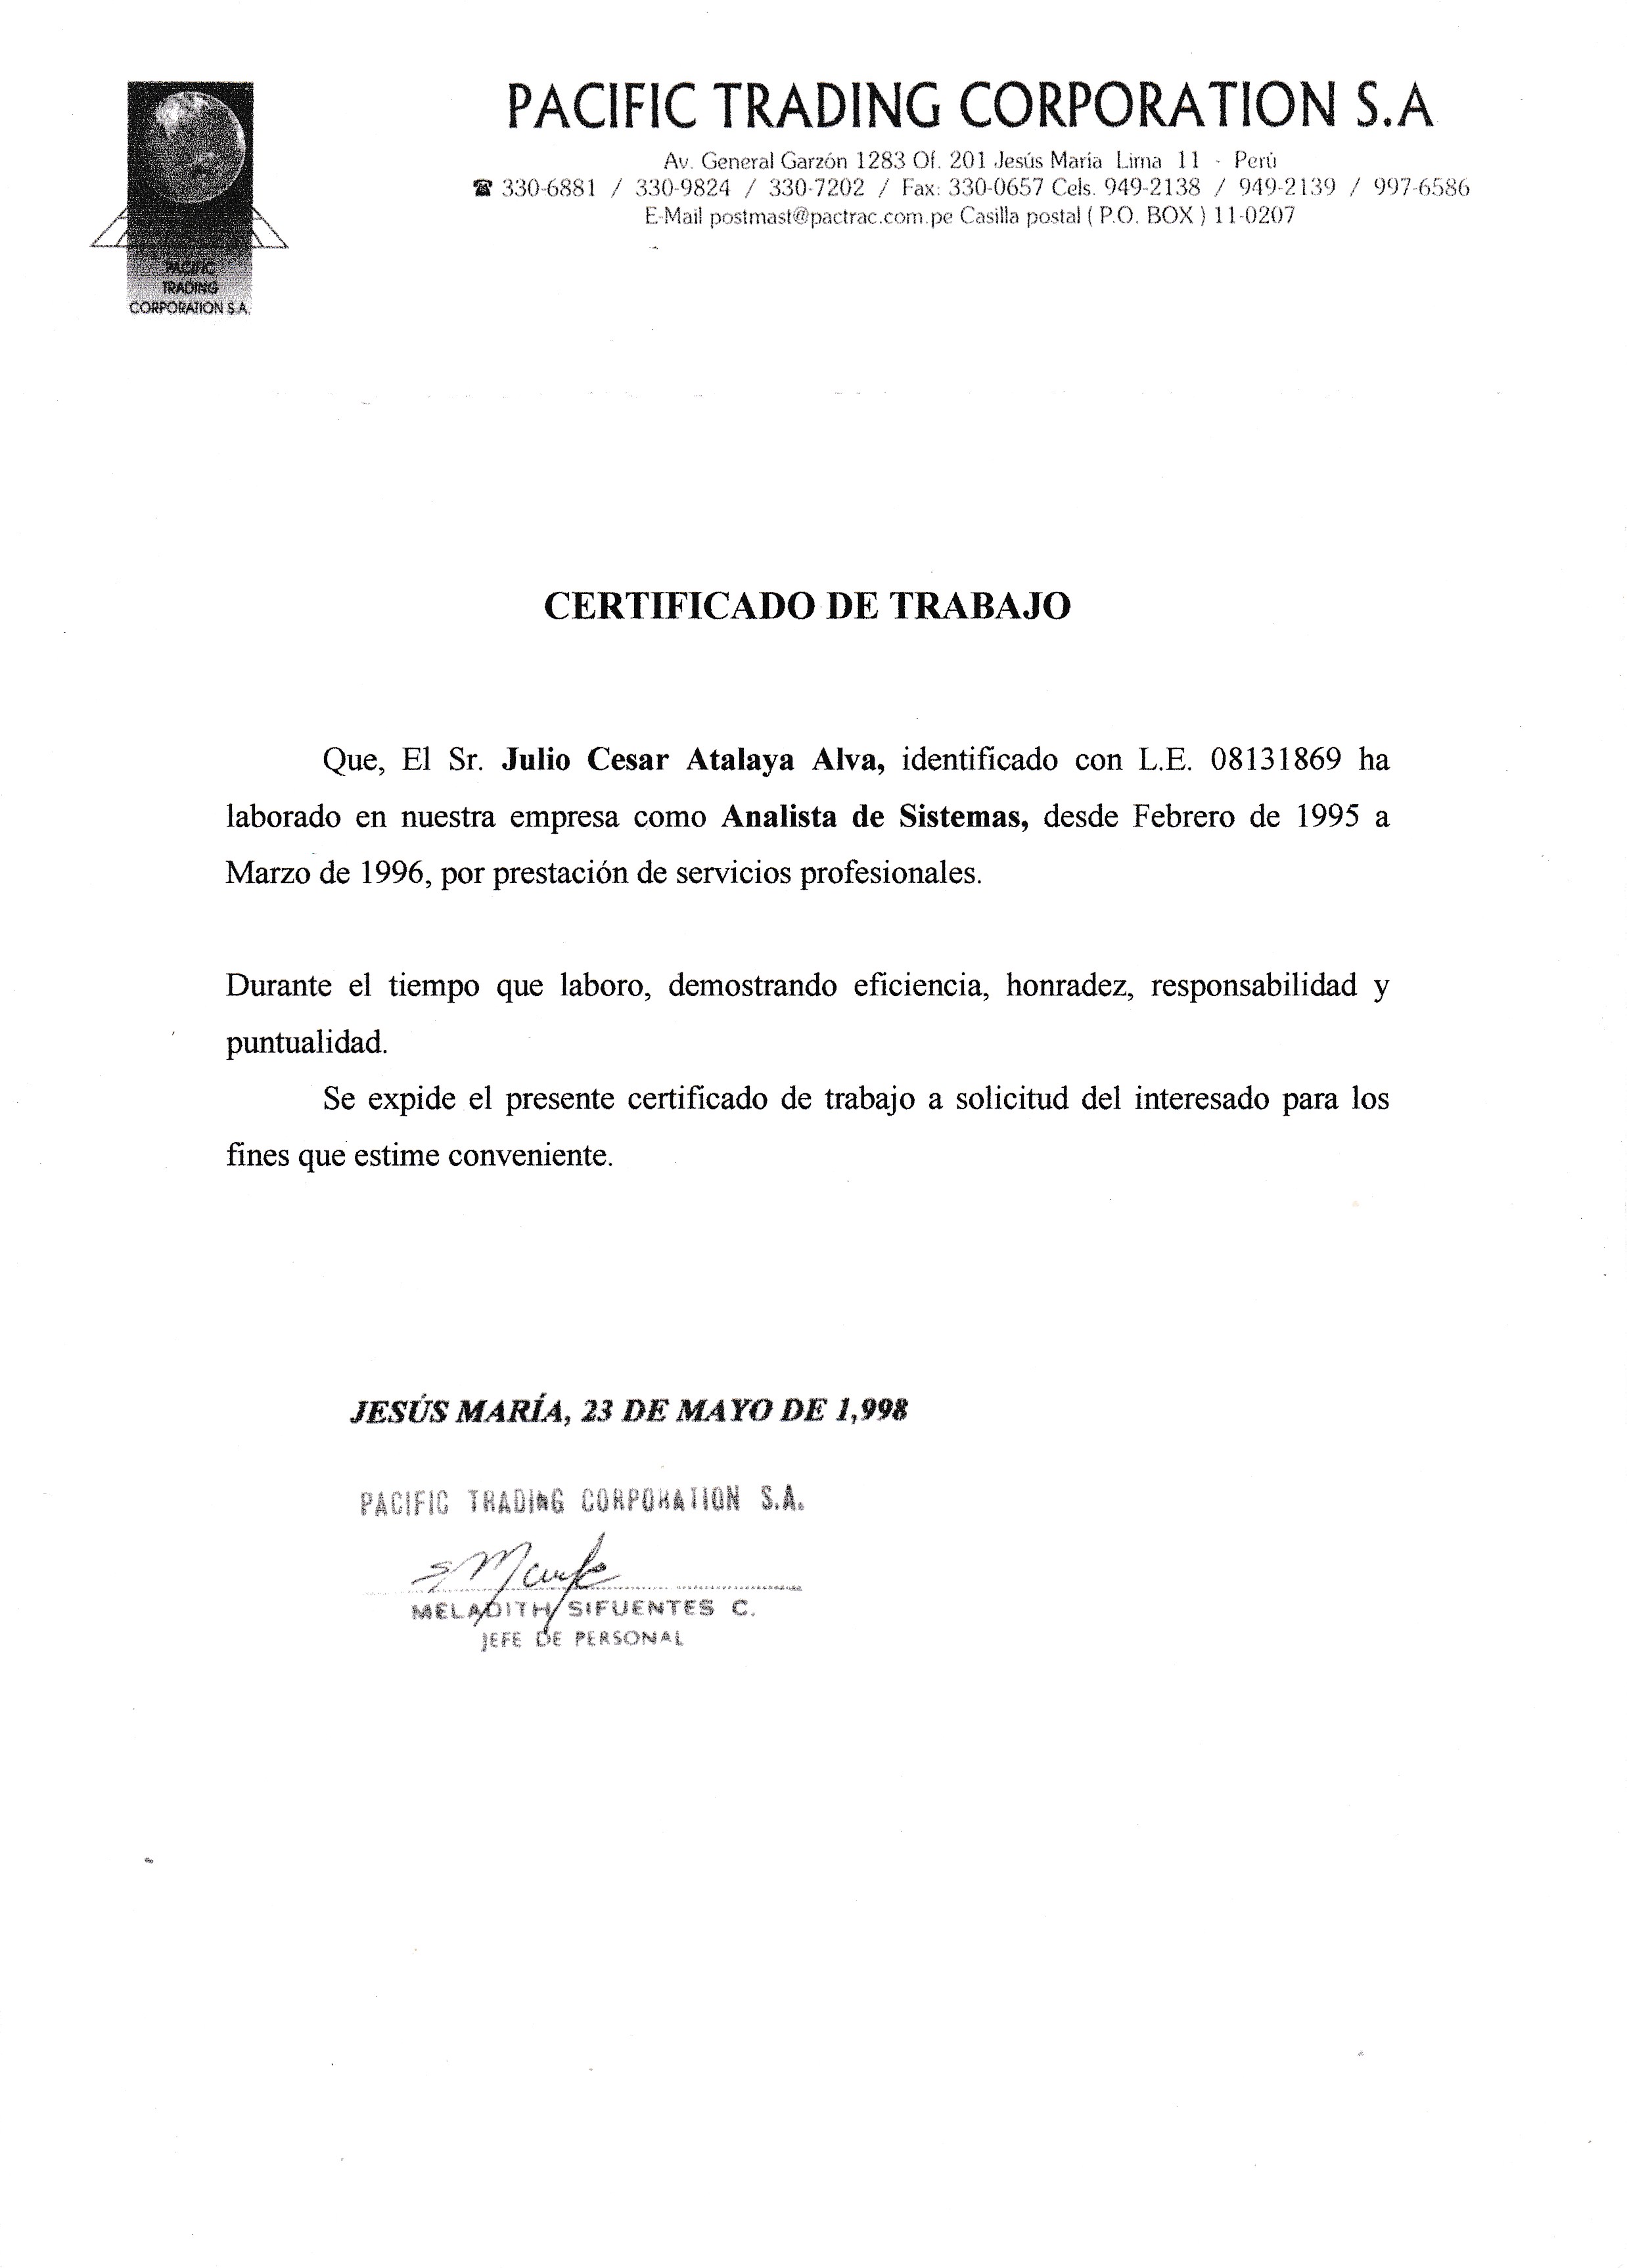 PACIFIC TRADING CORPORATION S.A
Av. General Garzón 1283 Of. 201 Jesús María Lima 11 - Perú
☎ 330-6881 / 330-9824 / 330-7202 / Fax: 330-0657 Cels. 949-2138 / 949-2139 / 997-6586
E-Mail postmast@pactrac.com.pe Casilla postal ( P.O. BOX ) 11-0207
PACIFIC
TRADING
CORPORATION S.A.
CERTIFICADO DE TRABAJO
Que, El Sr. Julio Cesar Atalaya Alva, identificado con L.E. 08131869 ha
laborado en nuestra empresa como Analista de Sistemas, desde Febrero de 1995 a
Marzo de 1996, por prestación de servicios profesionales.
Durante el tiempo que laboro, demostrando eficiencia, honradez, responsabilidad y
puntualidad.
Se expide el presente certificado de trabajo a solicitud del interesado para los
fines que estime conveniente.
JESÚS MARÍA, 23 DE MAYO DE 1,998
PACIFIC TRADING CORPORATION S.A.
MELADITH SIFUENTES C.
JEFE DE PERSONAL